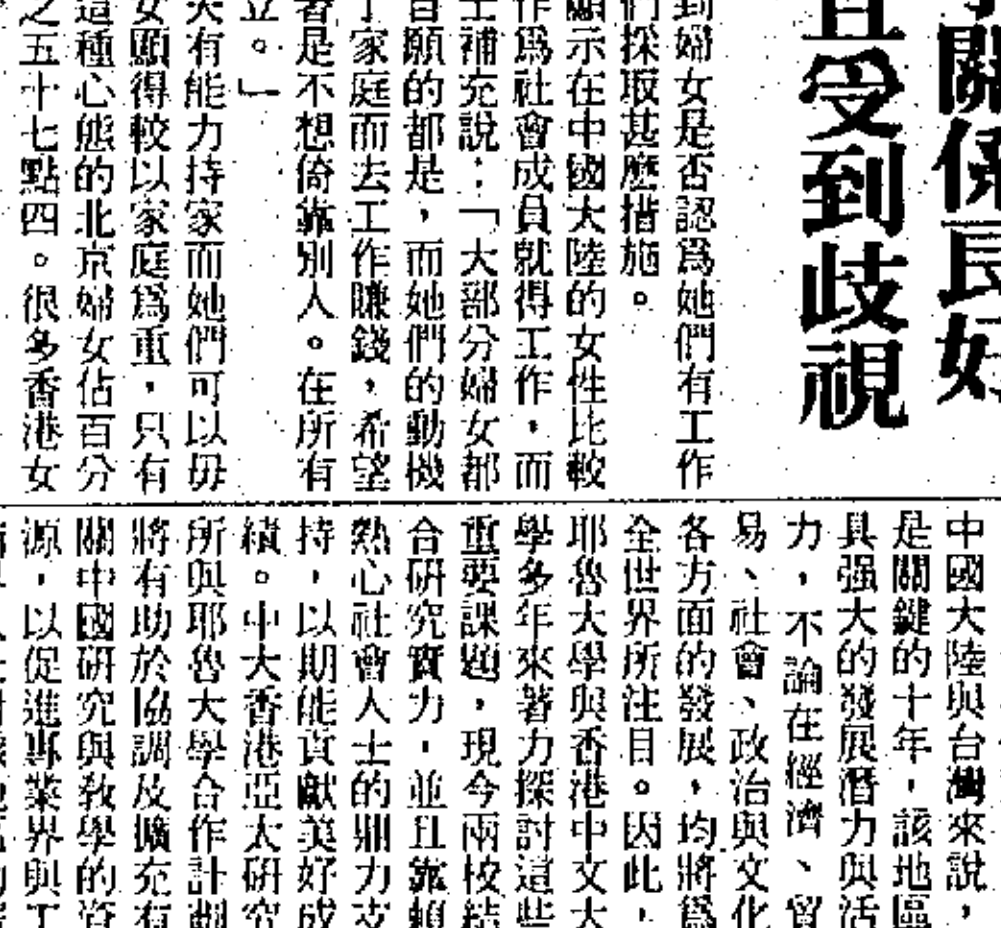 關係良好
且受到歧視
到婦女是否認爲她們有工作
們採取甚麼措施。
顯示在中國大陸的女性比較
作爲社會成員就得工作，而
士補充說：「大部分婦女都
自願的都是，而她們的動機
了家庭而去工作賺錢，希望
者是不想倚靠別人。在所有
立。」
夫有能力持家而她們可以毋
女顯得較以家庭爲重，只有
這種心態的北京婦女佔百分
之五十七點四。很多香港女
中國大陸與台灣來說，
是關鍵的十年，該地區
具强大的發展潛力與活
力，不論在經濟、貿
易、社會、政治與文化
各方面的發展，均將爲
全世界所注目。因此，
耶魯大學與香港中文大
學多年來著力探討這些
重要課題，現今兩校結
合研究實力，並且靠賴
熱心社會人士的鼎力支
持，以期能貢獻美好成
績。中大香港亞太研究
所與耶魯大學合作計劃
將有助於協調及擴充有
關中國研究與教學的資
源，以促進專業界與工